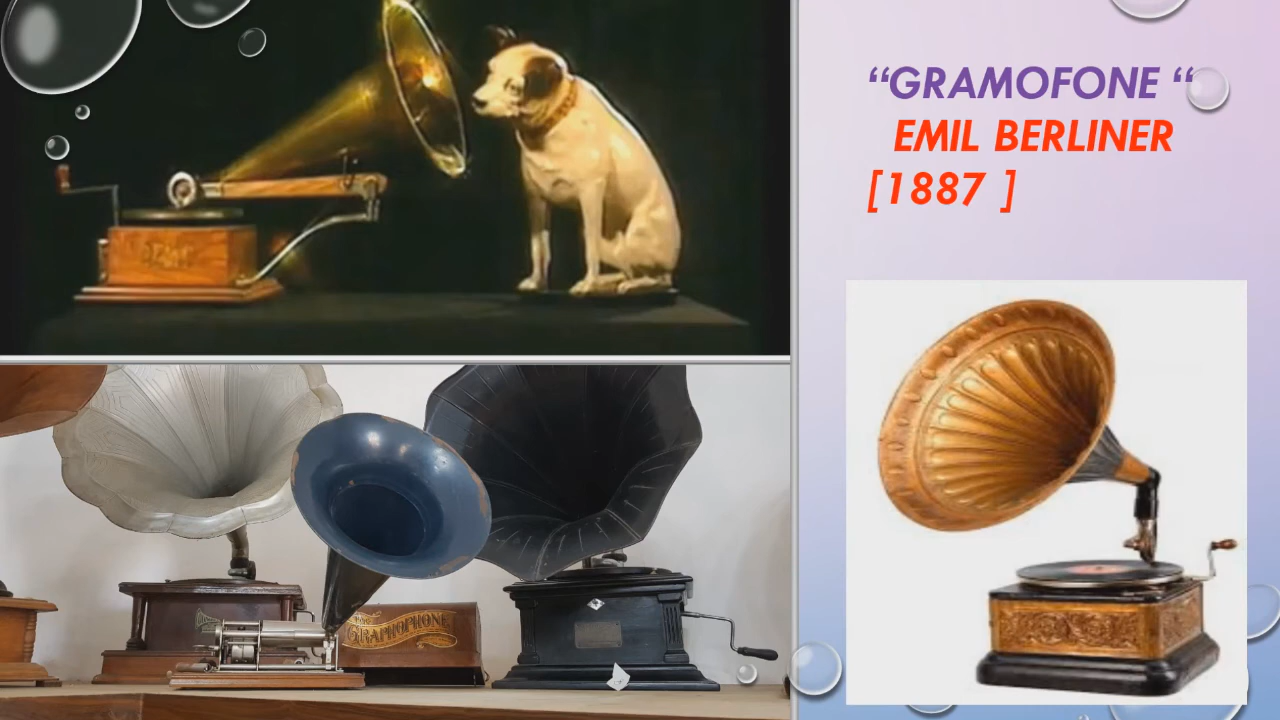 “GRAMOFONE “
EMIL BERLINER
[1887 ]
GRAPHOPHONE